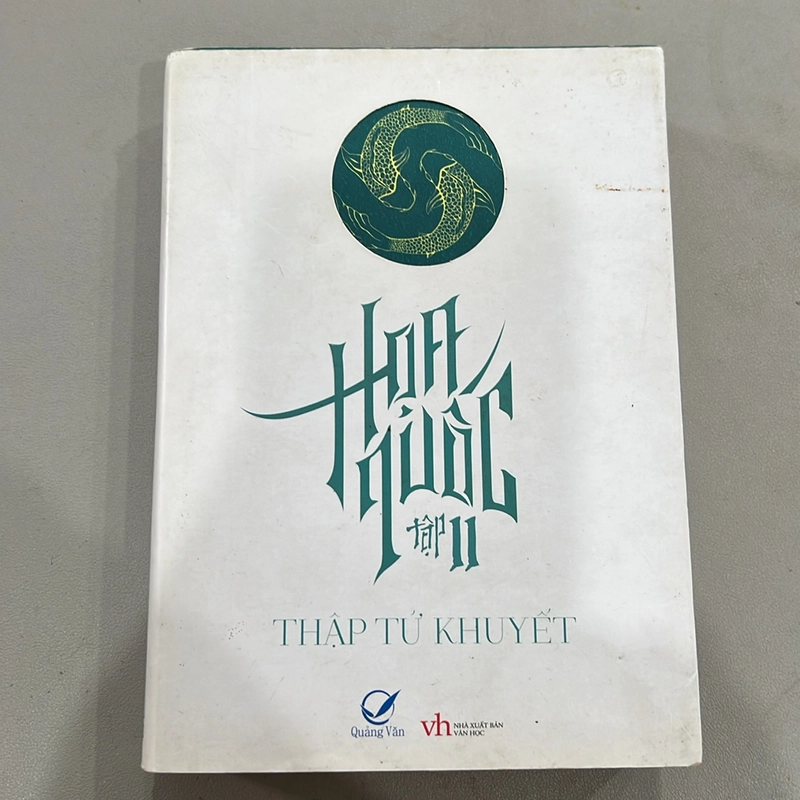 HOA
QUỐC
tập II
THẬP TỨ KHUYẾT
Quảng Văn
vh NHÀ XUẤT BẢN
VĂN HỌC